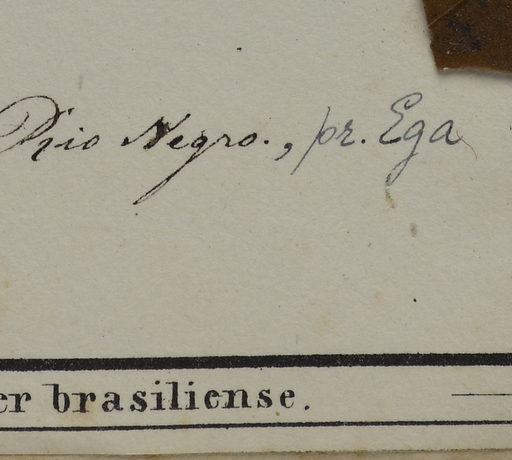 Rio Negro., pr. Ega
er brasiliense.